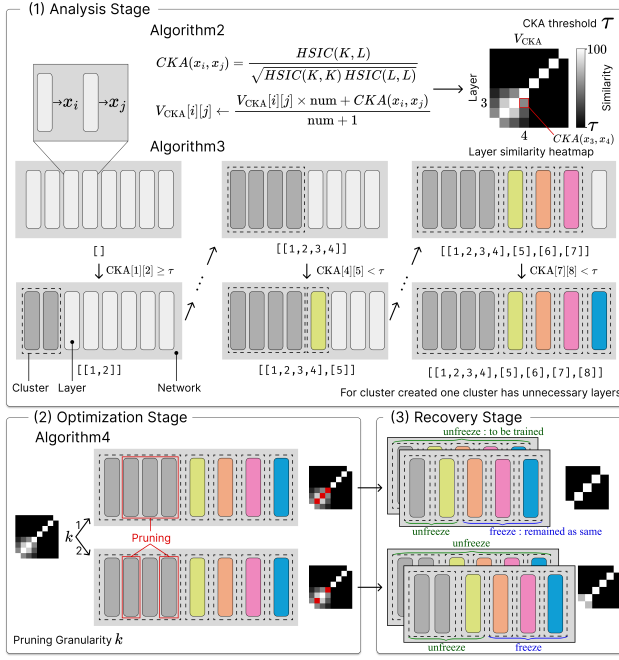 (1) Analysis Stage
Algorithm2
CKA(x_i, x_j) = HSIC(K, L) / √HSIC(K, K) HSIC(L, L)
V_CKA[i][j] ← V_CKA[i][j] × num + CKA(x_i, x_j) / num + 1
CKA threshold τ
V_CKA
100
Layer
Similarity
3
τ
4
CKA(x_3, x_4)
Layer similarity heatmap
→x_i →x_j
Algorithm3
[]
[[1,2,3,4]]
[[1,2,3,4],[5],[6],[7]]
CKA[1][2] ≥ τ
CKA[4][5] < τ
CKA[7][8] < τ
[[1,2]]
[[1,2,3,4],[5]]
[[1,2,3,4],[5],[6],[7],[8]]
Cluster
Layer
Network
For cluster created one cluster has unnecessary layers
(2) Optimization Stage
Algorithm4
k
1
2
Pruning
Pruning Granularity k
(3) Recovery Stage
unfreeze : to be trained
unfreeze
freeze : remained as same
unfreeze
unfreeze
freeze